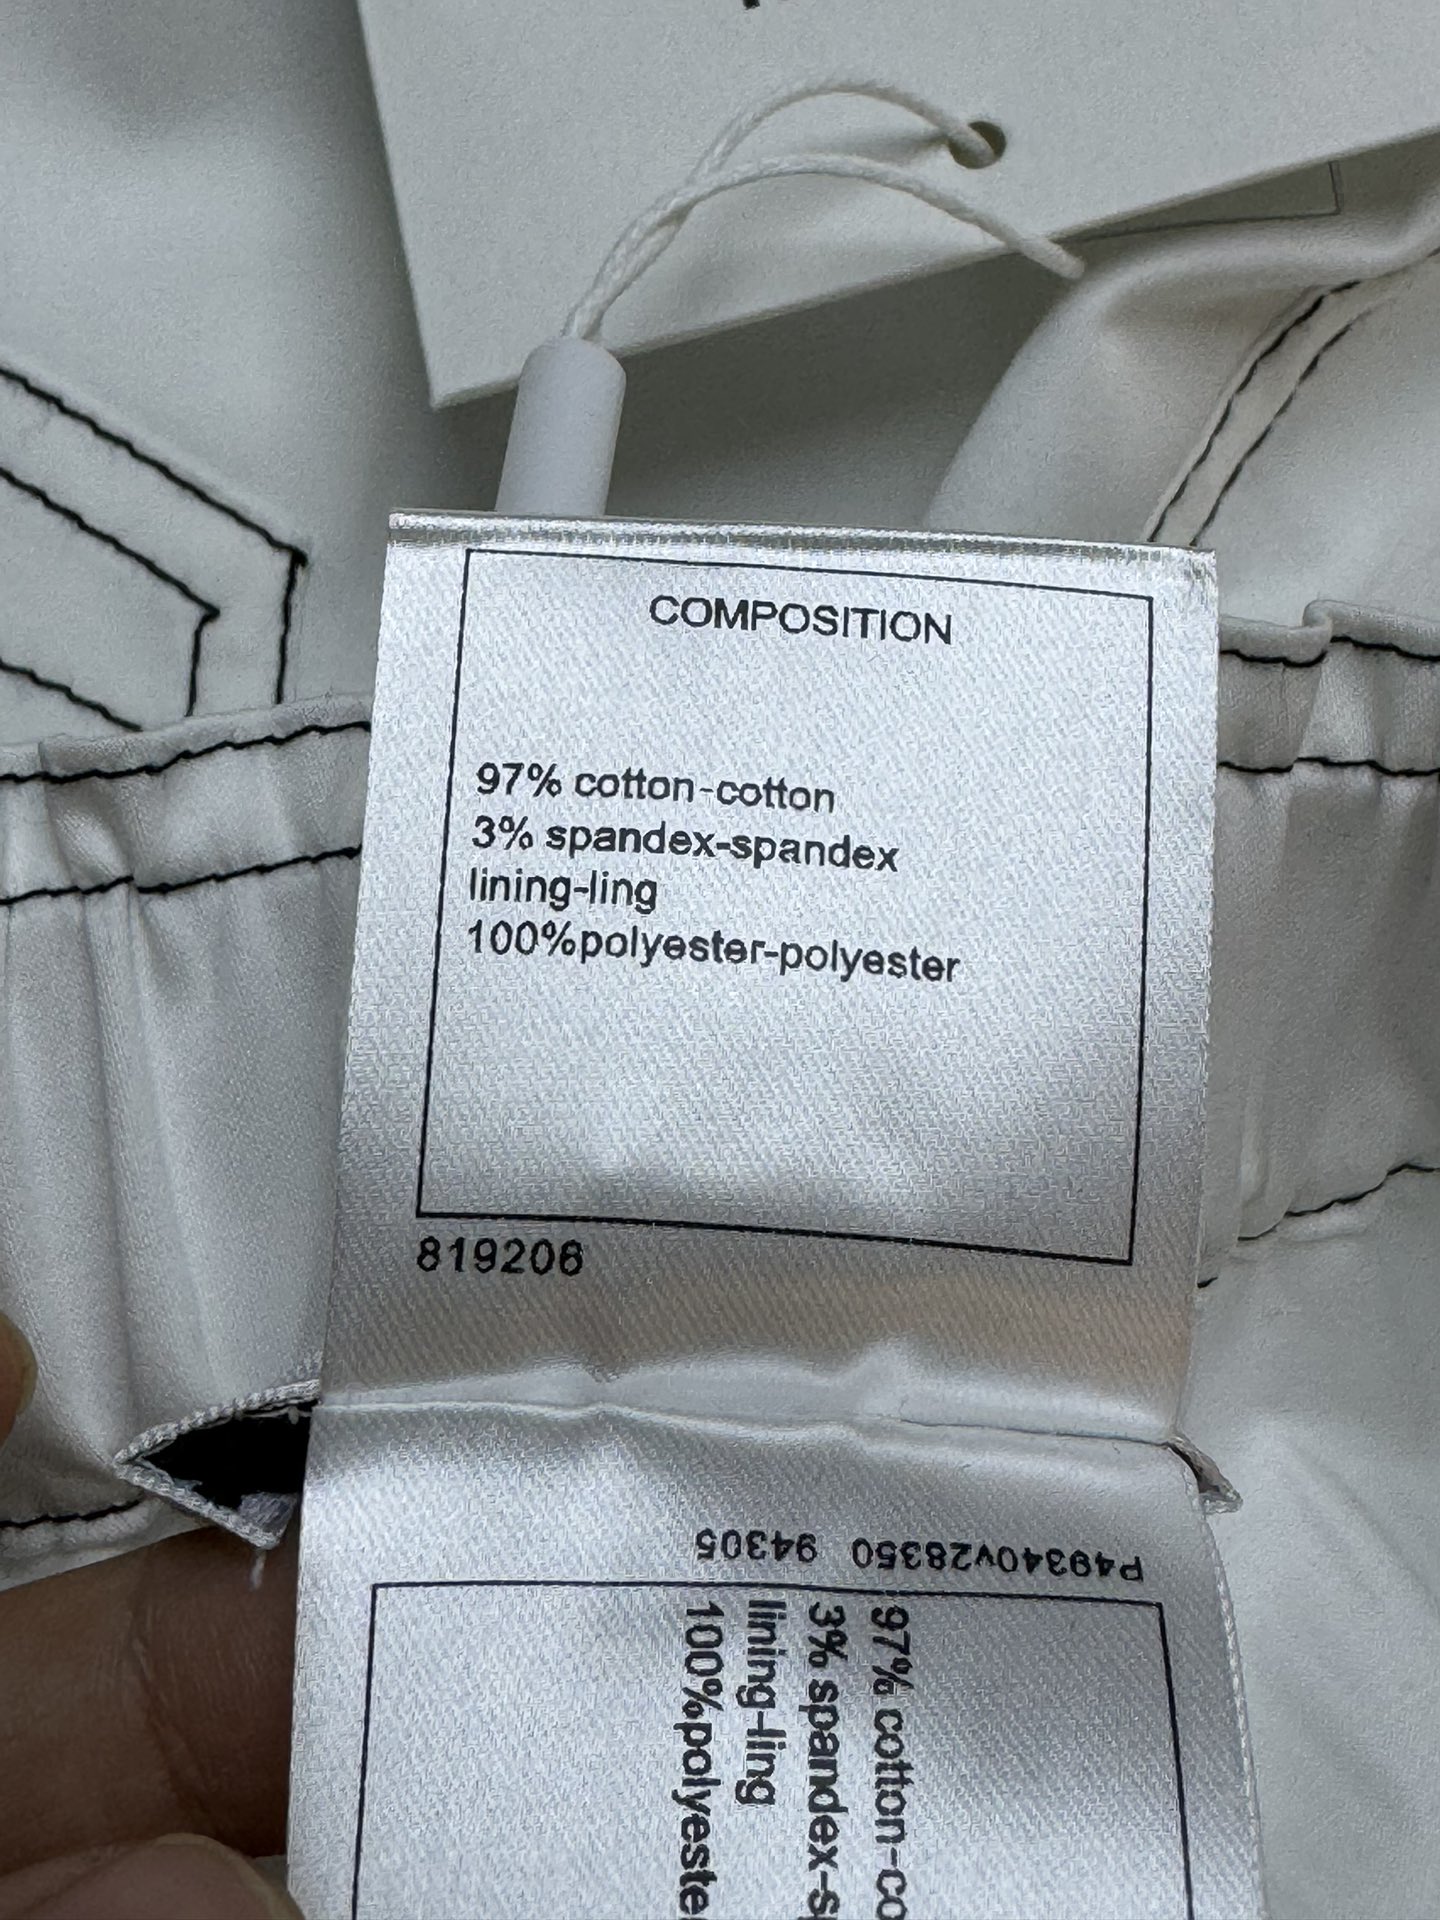 COMPOSITION
97% cotton-cotton
3% spandex-spandex
lining-ling
100%polyester-polyester
819206
P49340v28350 94305
97% cotton-co
3% spandex-s
lining-ling
100%polyeste